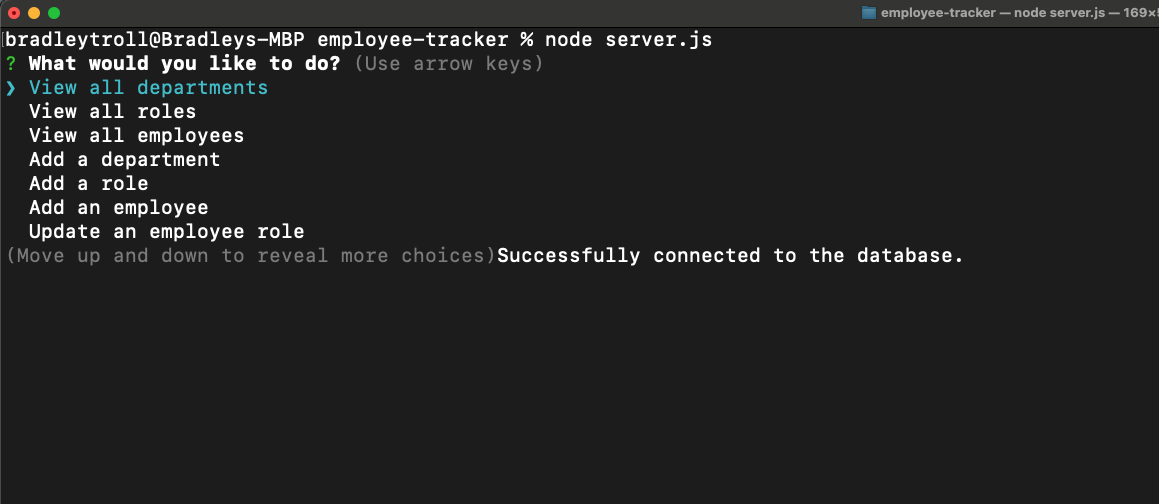 employee-tracker — node server.js — 169×
bradleytroll@Bradleys-MBP employee-tracker % node server.js
? What would you like to do? (Use arrow keys)
❯ View all departments
View all roles
View all employees
Add a department
Add a role
Add an employee
Update an employee role
(Move up and down to reveal more choices)Successfully connected to the database.